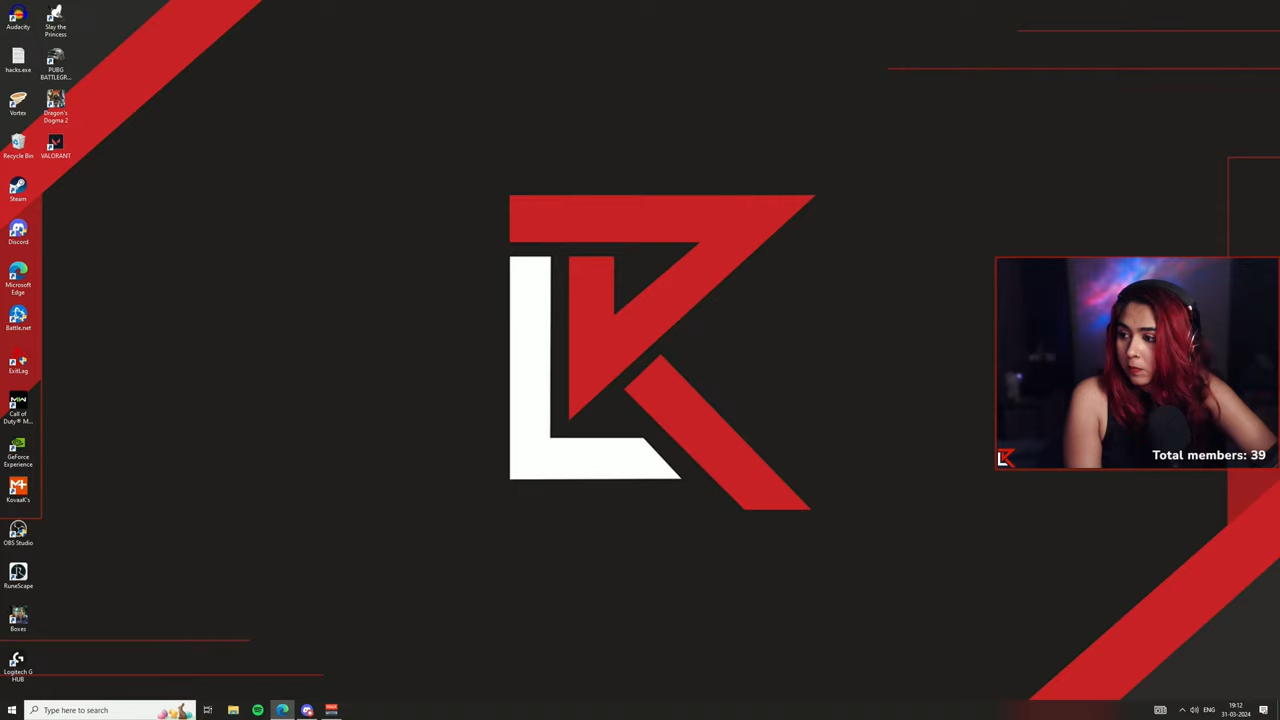 Audacity
Slay the
Princess
hacks.exe
PUBG
BATTLEGR...
Vortex
Dragon's
Dogma 2
Recycle Bin
VALORANT
Steam
Discord
Microsoft
Edge
Battle.net
ExitLag
Call of
Duty® M...
GeForce
Experience
KovaaK's
OBS Studio
RuneScape
Boxes
Logitech G
HUB
LR
Total members: 39
Type here to search
ENG
19:12
31-03-2024